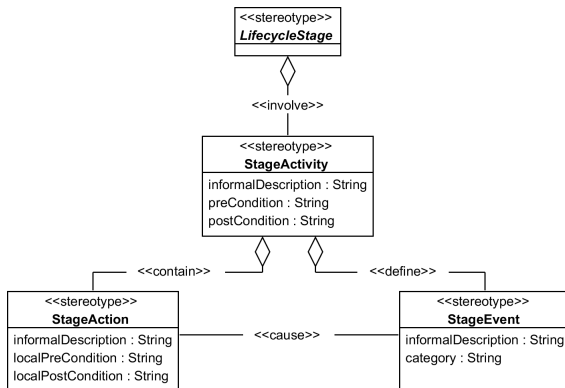 <<stereotype>>
LifecycleStage
<<involve>>
<<stereotype>>
StageActivity
informalDescription : String
preCondition : String
postCondition : String
<<contain>>
<<define>>
<<stereotype>>
StageAction
informalDescription : String
localPreCondition : String
localPostCondition : String
<<cause>>
<<stereotype>>
StageEvent
informalDescription : String
category : String